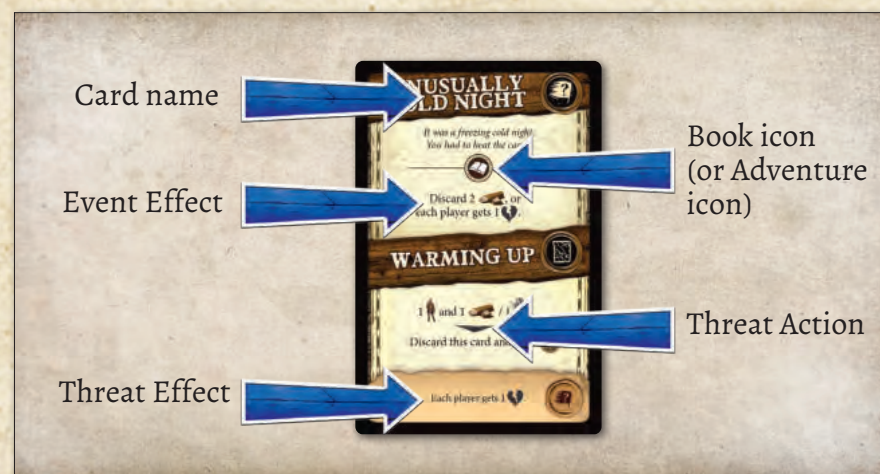 Card name
Event Effect
Threat Effect
NUSUALLY
LD NIGHT
It was a freezing cold night.
You had to heat the
Discard 2 , or
each player gets 1 .
WARMING UP
1 and 1 / 1
Discard this card
Each player gets 1 .
Book icon
(or Adventure
icon)
Threat Action